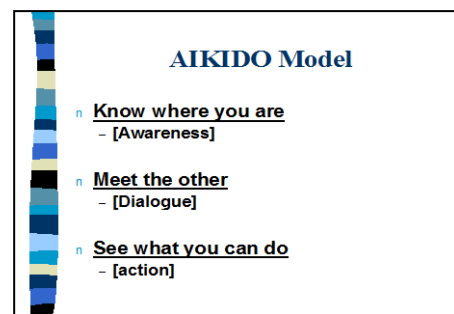 AIKIDO Model
n Know where you are
– [Awareness]
n Meet the other
– [Dialogue]
n See what you can do
– [action]